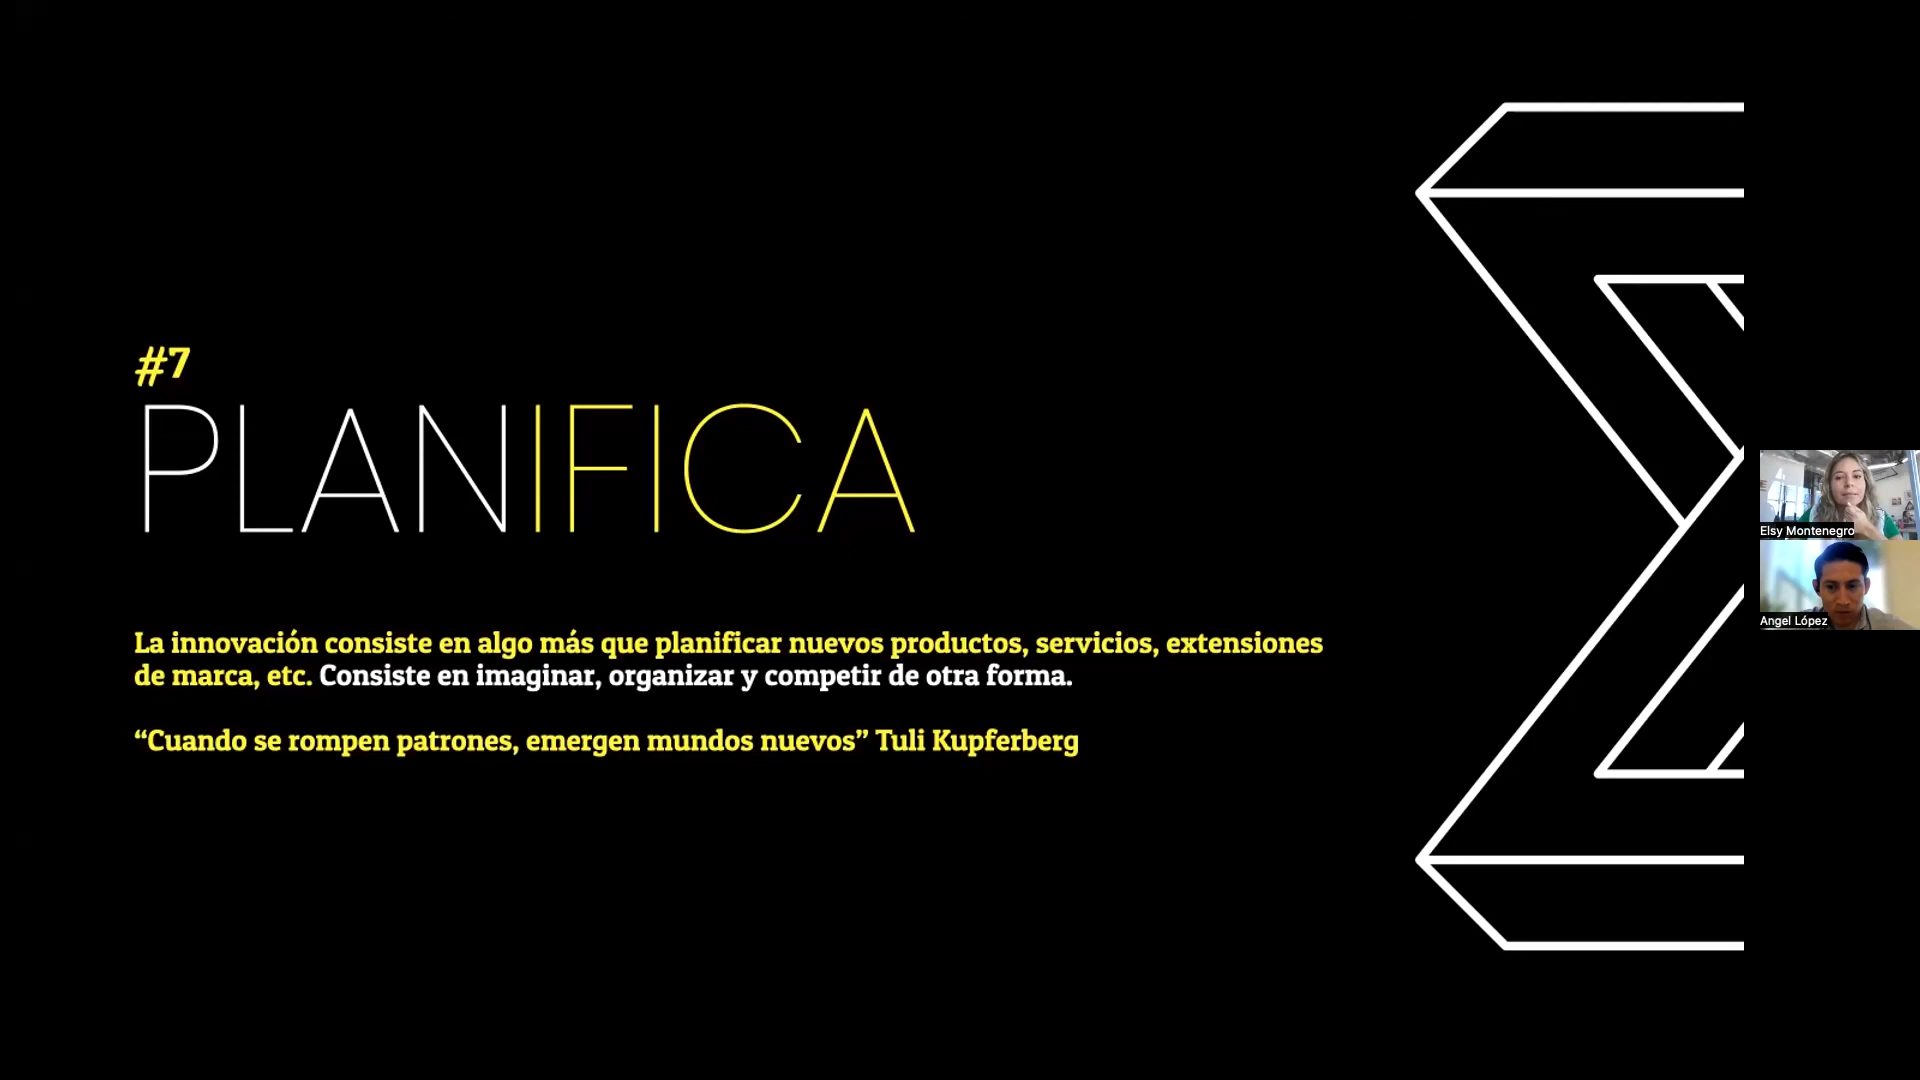 #7
PLANIFICA
La innovación consiste en algo más que planificar nuevos productos, servicios, extensiones
de marca, etc. Consiste en imaginar, organizar y competir de otra forma.
“Cuando se rompen patrones, emergen mundos nuevos” Tuli Kupferberg
Elsy Montenegro
Angel López